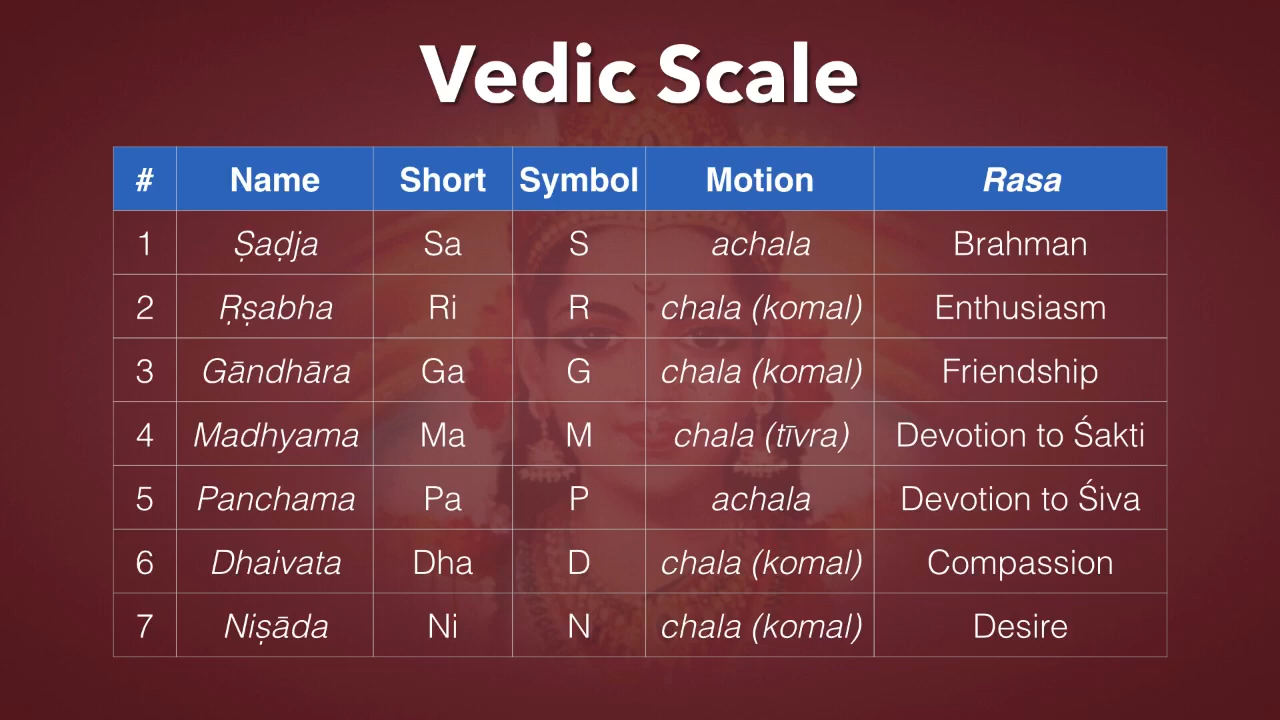 Vedic Scale
# Name Short Symbol Motion Rasa
1 Ṣaḍja Sa S achala Brahman
2 Ṛṣabha Ri R chala (komal) Enthusiasm
3 Gāndhāra Ga G chala (komal) Friendship
4 Madhyama Ma M chala (tīvra) Devotion to Śakti
5 Panchama Pa P achala Devotion to Śiva
6 Dhaivata Dha D chala (komal) Compassion
7 Niṣāda Ni N chala (komal) Desire